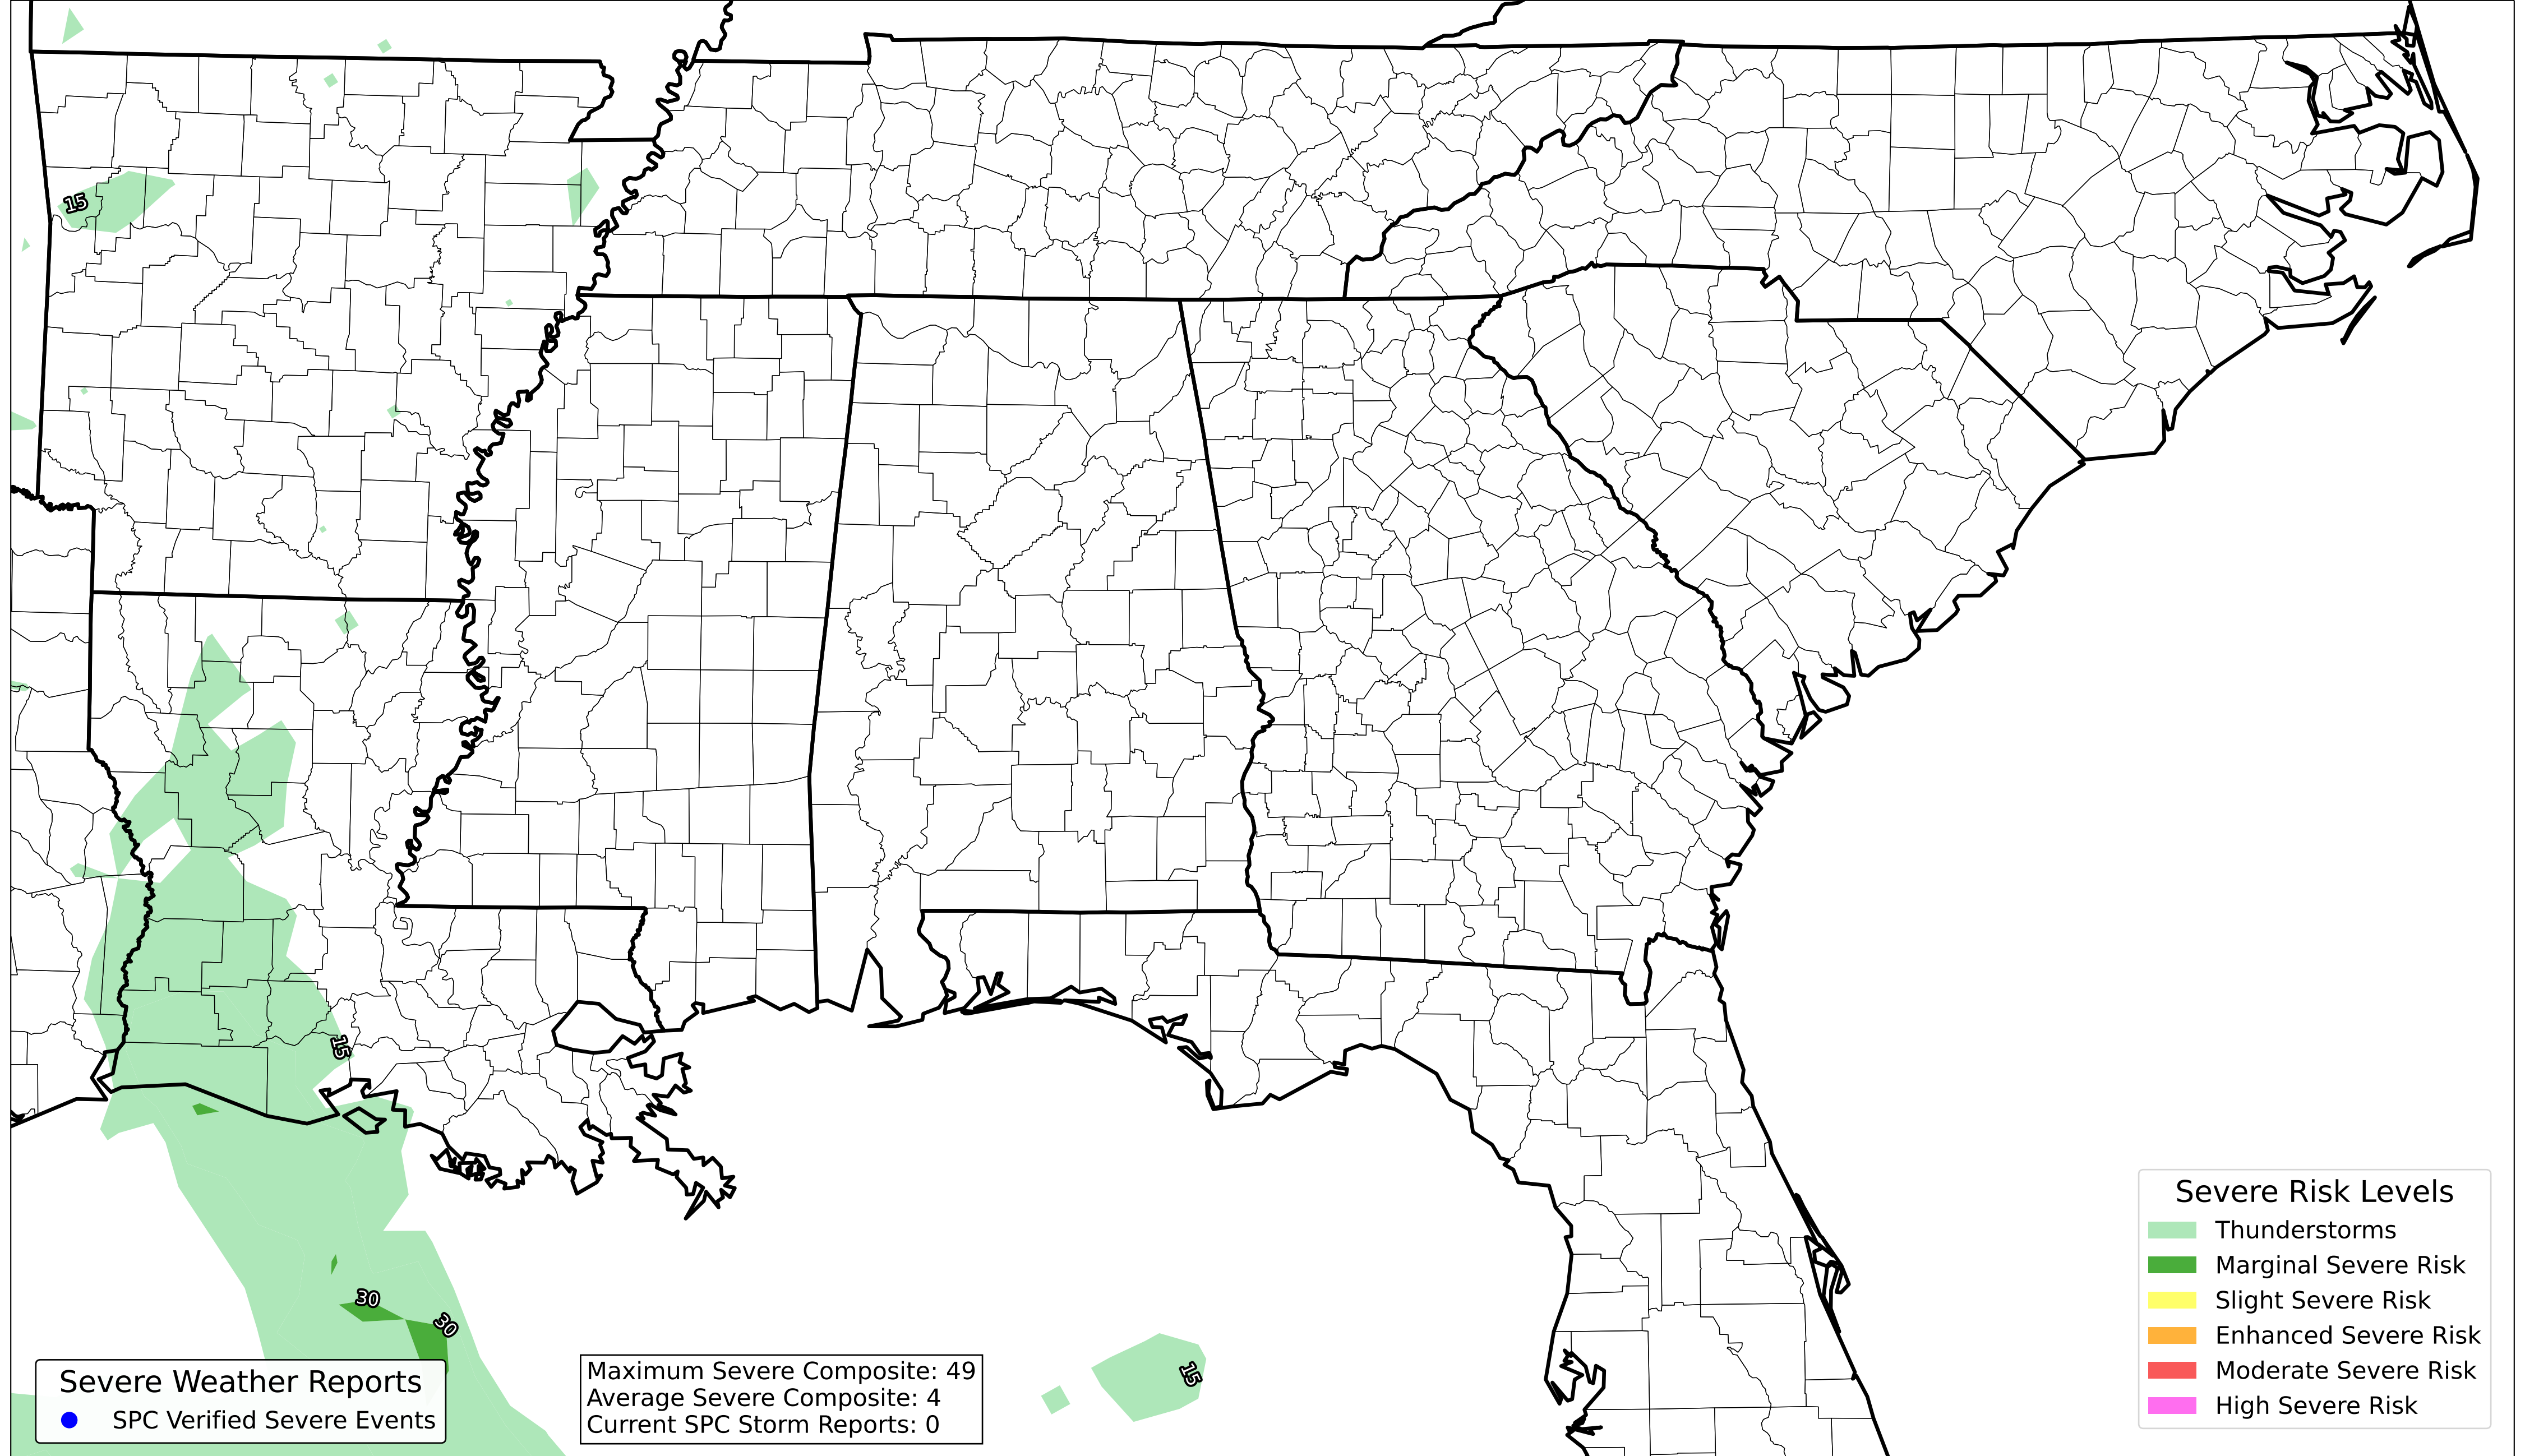 15
15
30
30
15
Severe Weather Reports
SPC Verified Severe Events
Maximum Severe Composite: 49
Average Severe Composite: 4
Current SPC Storm Reports: 0
Severe Risk Levels
Thunderstorms
Marginal Severe Risk
Slight Severe Risk
Enhanced Severe Risk
Moderate Severe Risk
High Severe Risk